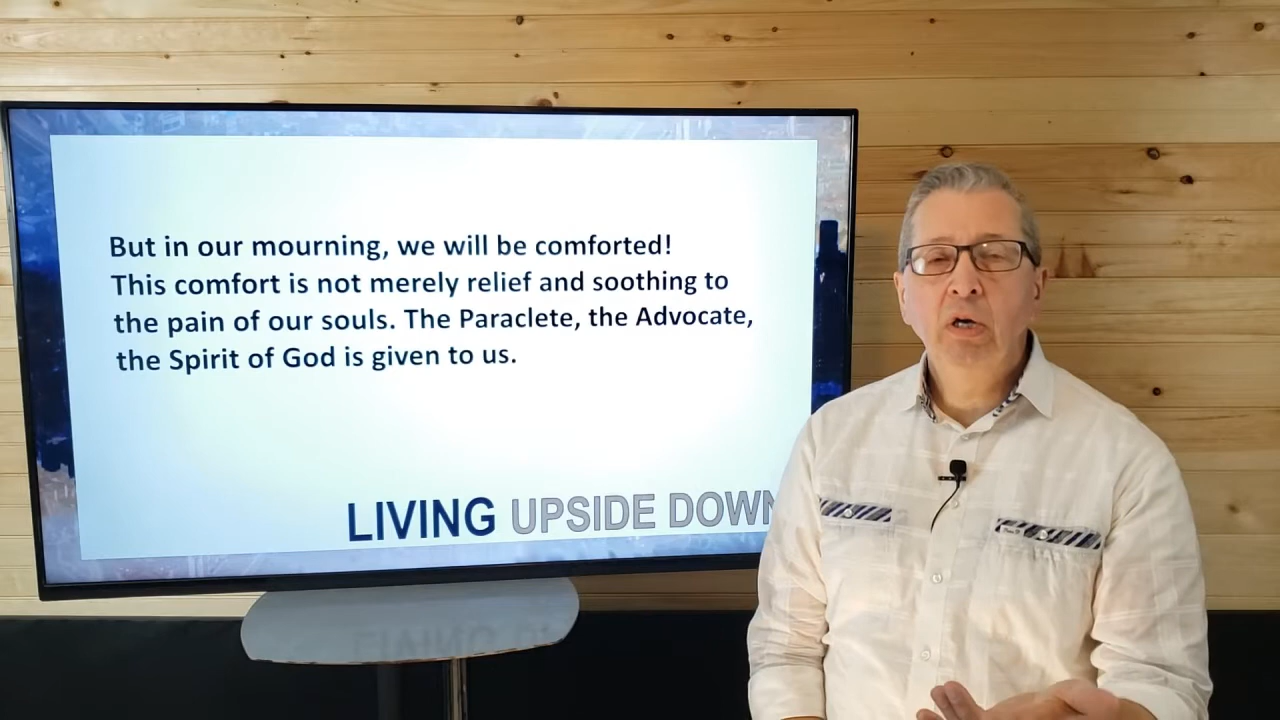 But in our mourning, we will be comforted!
This comfort is not merely relief and soothing to
the pain of our souls. The Paraclete, the Advocate,
the Spirit of God is given to us.
LIVING UPSIDE DOWN